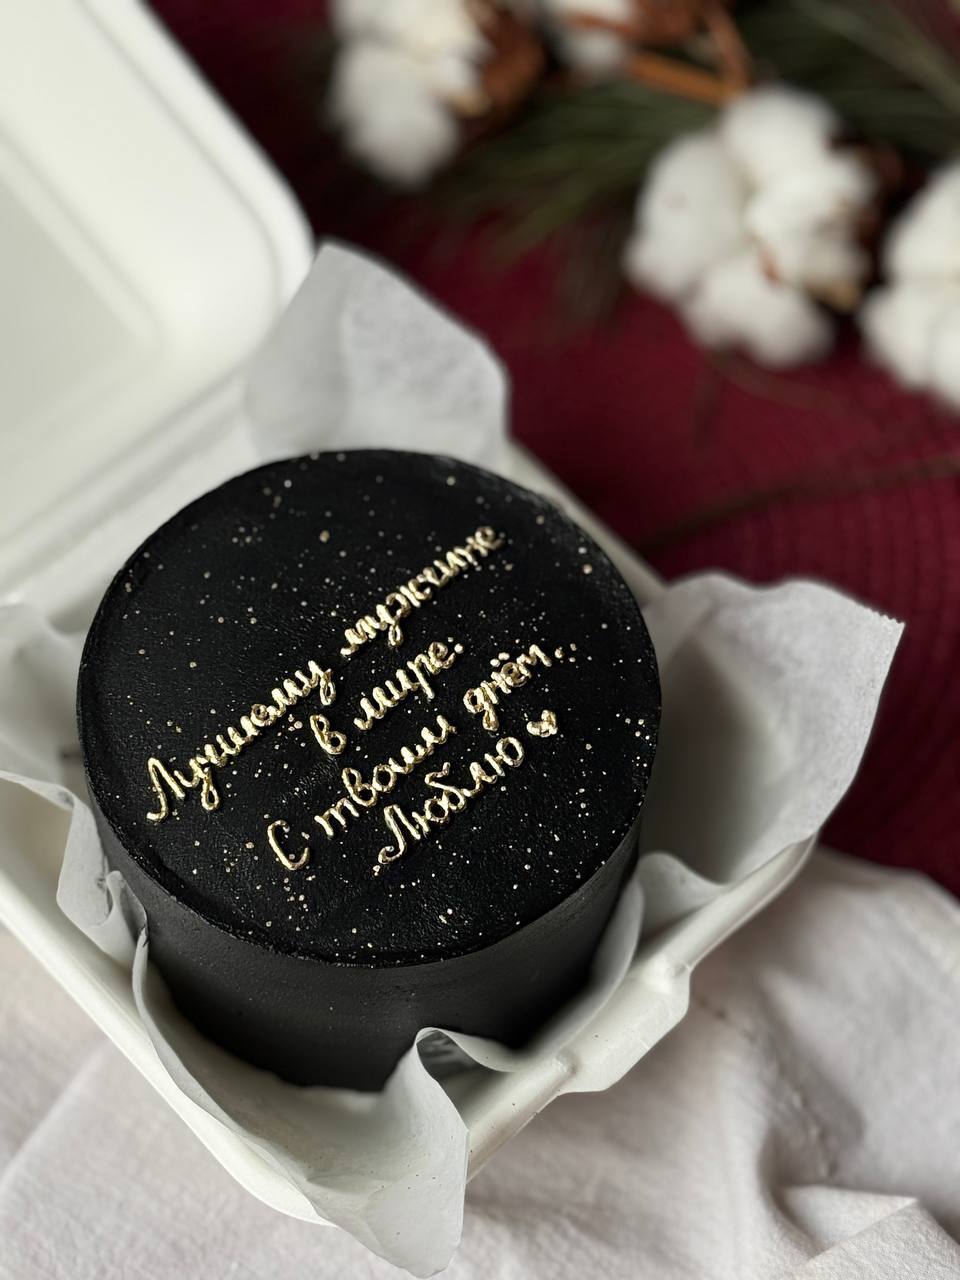 Лучшему мужчине
в мире.
С твоим днём..
Люблю